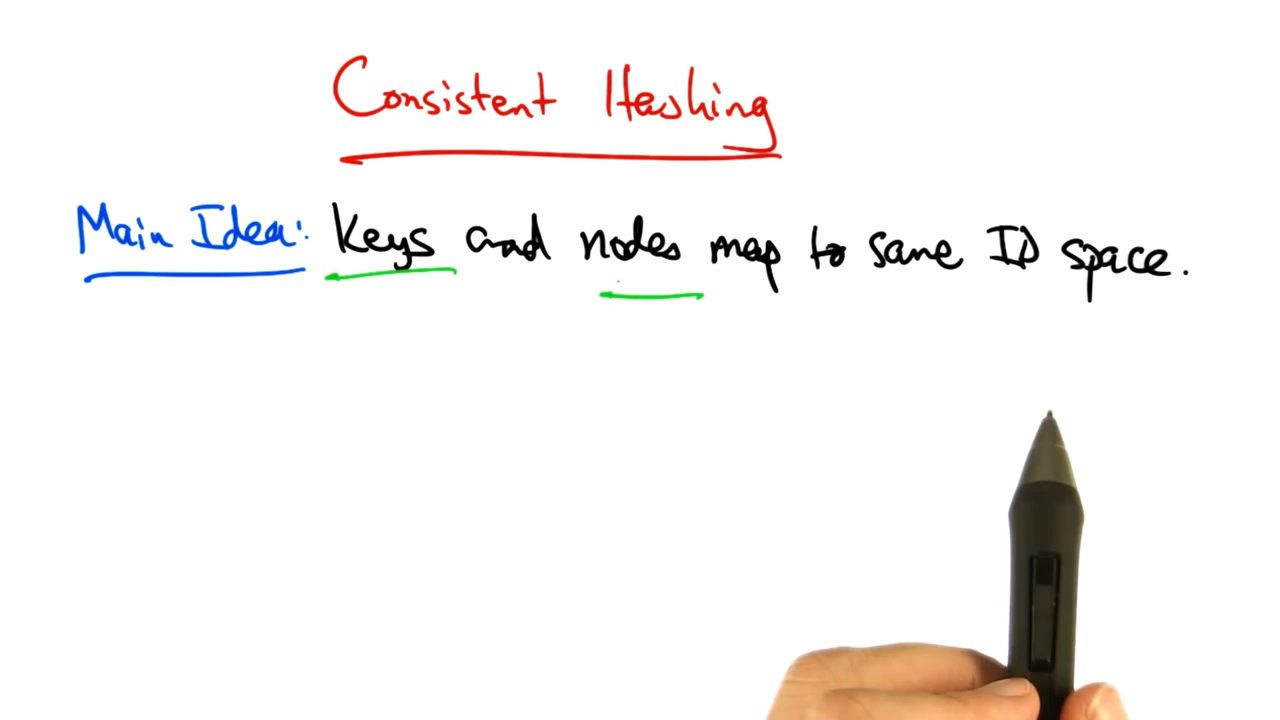 Consistent Hashing
Main Idea: Keys and nodes map to same ID space.